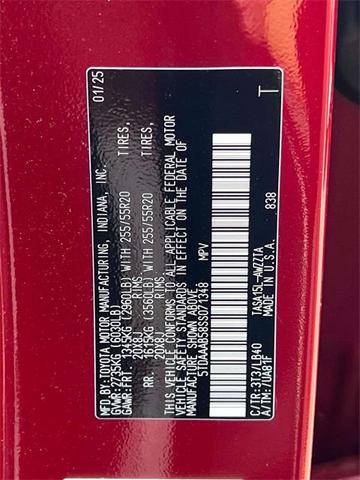 MFD.BY:TOYOTA MOTOR MANUFACTURING, INDIANA, INC. 01/25
GVWR:2735KG (6030LB)
GAWR:FRT. 1345KG (2960LB) WITH 255/55R20 TIRES,
20X8J RIMS,
RR. 1615KG (3560LB) WITH 255/55R20 TIRES,
20X8J RIMS,
THIS VEHICLE CONFORMS TO ALL APPLICABLE FEDERAL MOTOR
VEHICLE SAFETY STANDARDS IN EFFECT ON THE DATE OF
MANUFACTURE SHOWN ABOVE.
5TDAAAB58SS071348 MPV
838 T
C/TR:3T3/LB40 TASA15L-AWZZTA
A/TM:-/UA81F MADE IN U.S.A.